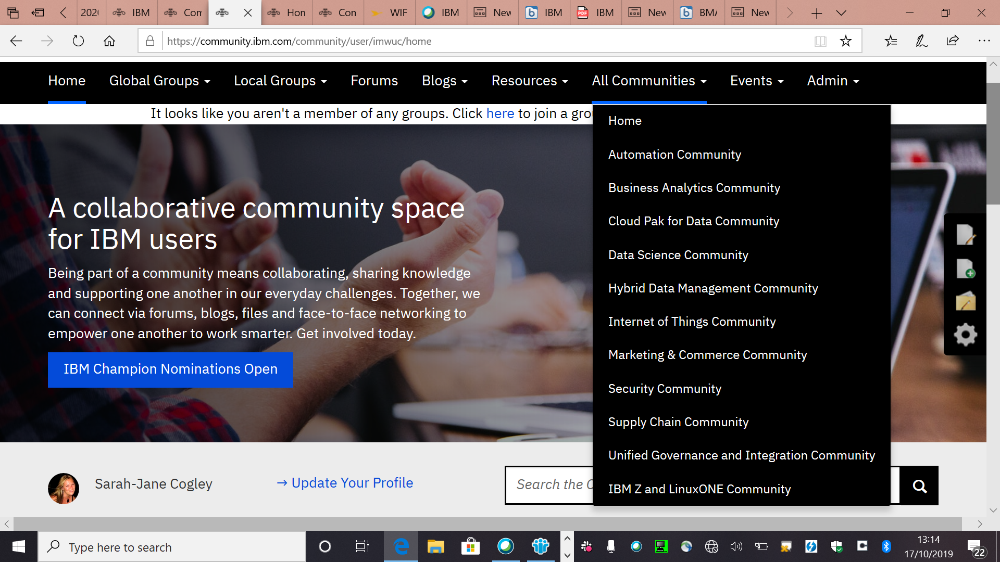 2020
IBM
Com
Hon
Com
WIF
IBM
New
IBM
IBM
New
BMA
New
https://community.ibm.com/community/user/imwuc/home
Home
Global Groups
Local Groups
Forums
Blogs
Resources
All Communities
Events
Admin
It looks like you aren't a member of any groups. Click here to join a grou
Home
Automation Community
Business Analytics Community
Cloud Pak for Data Community
Data Science Community
Hybrid Data Management Community
Internet of Things Community
Marketing & Commerce Community
Security Community
Supply Chain Community
Unified Governance and Integration Community
IBM Z and LinuxONE Community
A collaborative community space
for IBM users
Being part of a community means collaborating, sharing knowledge
and supporting one another in our everyday challenges. Together, we
can connect via forums, blogs, files and face-to-face networking to
empower one another to work smarter. Get involved today.
IBM Champion Nominations Open
Sarah-Jane Cogley
→ Update Your Profile
Search the C
Type here to search
13:14
17/10/2019
22